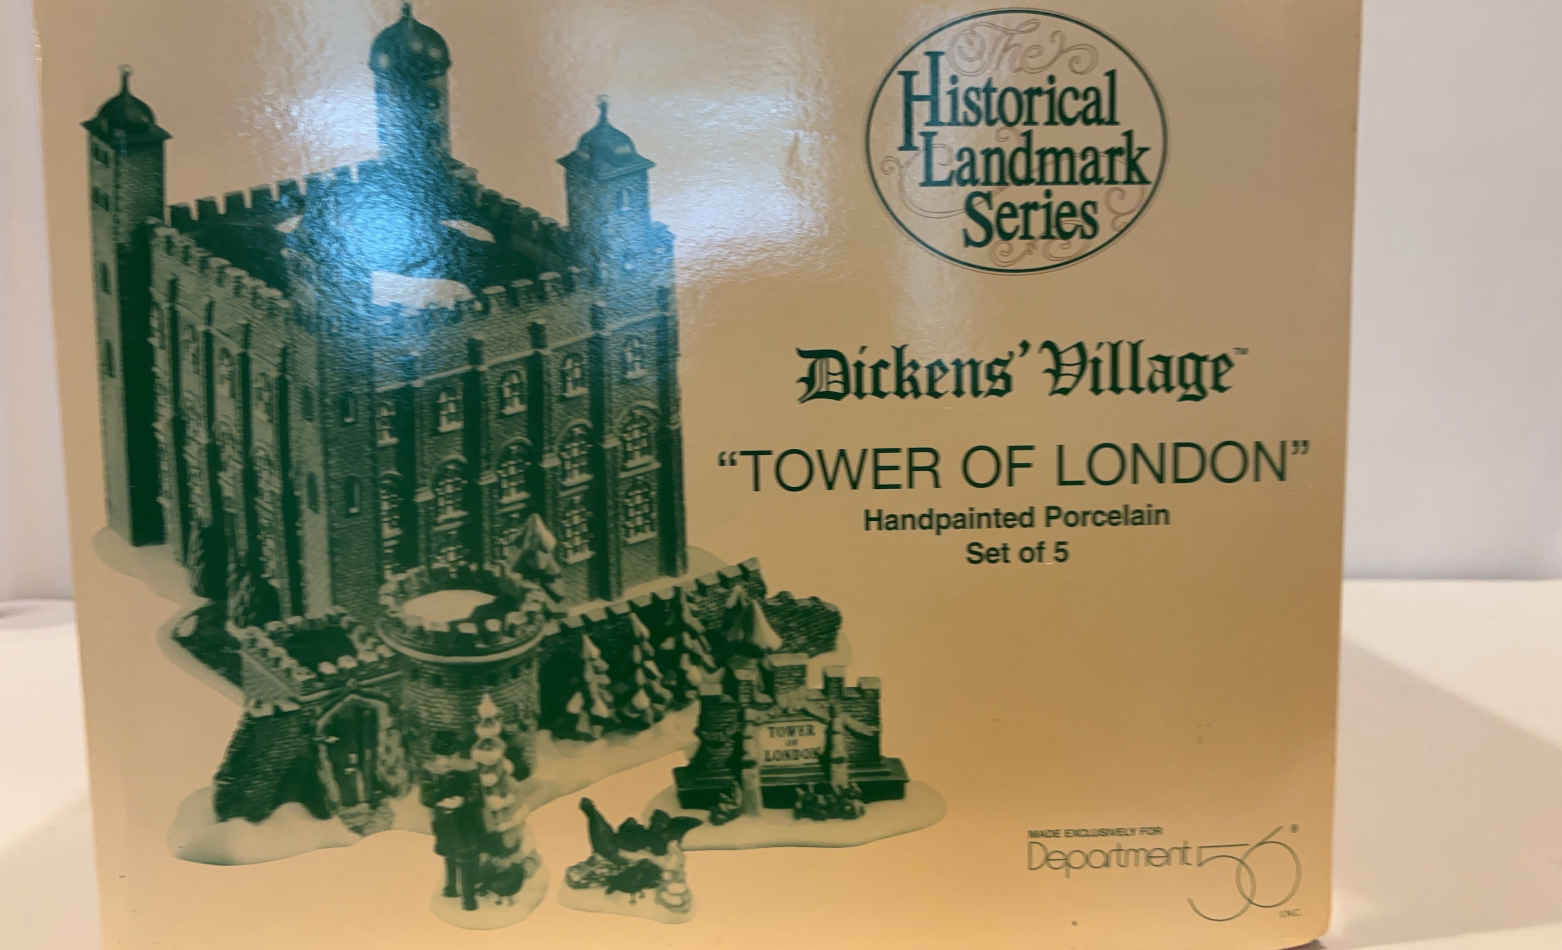 The
Historical
Landmark
Series
Dickens' Village™
"TOWER OF LONDON"
Handpainted Porcelain
Set of 5
TOWER
OF
LONDON
MADE EXCLUSIVELY FOR
Department 56®
INC.